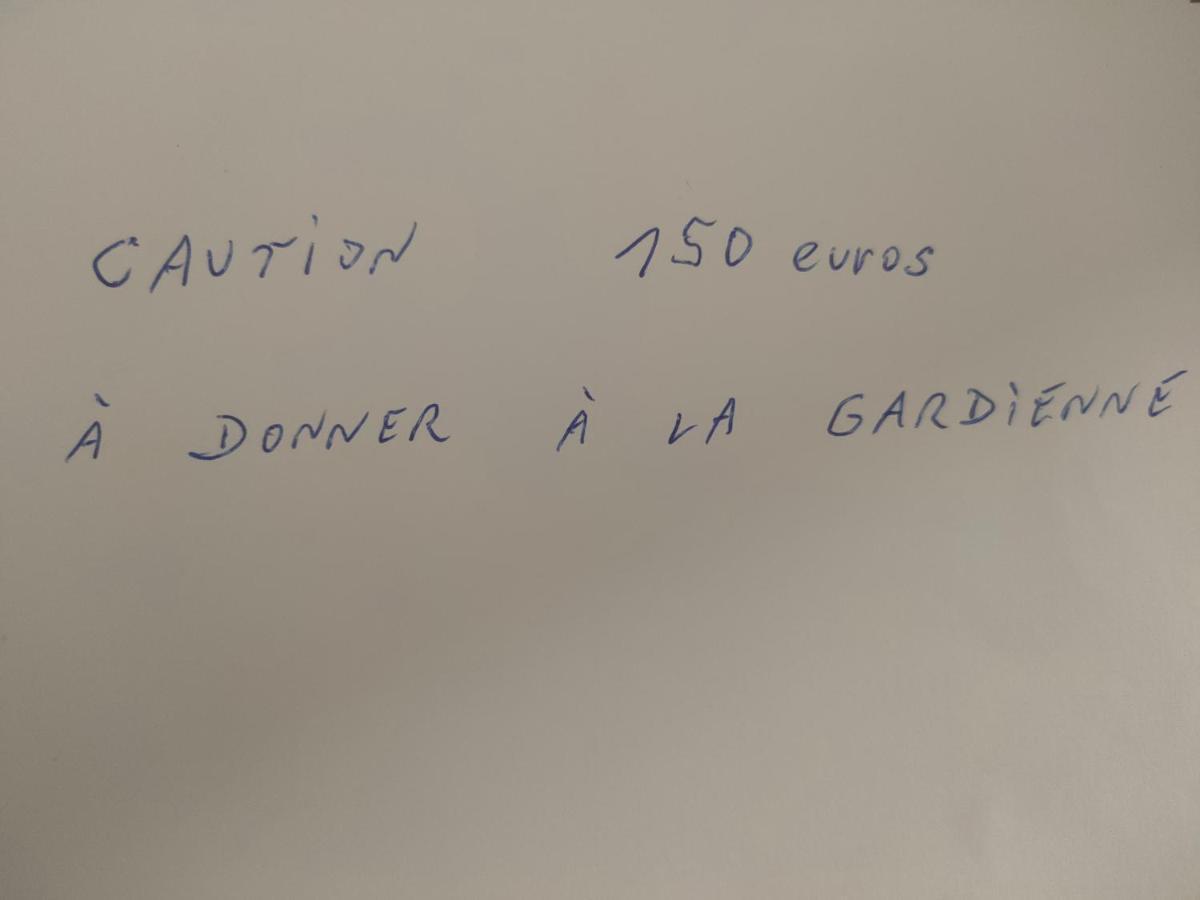 CAUTION 150 euros
À DONNER À LA GARDIENNE